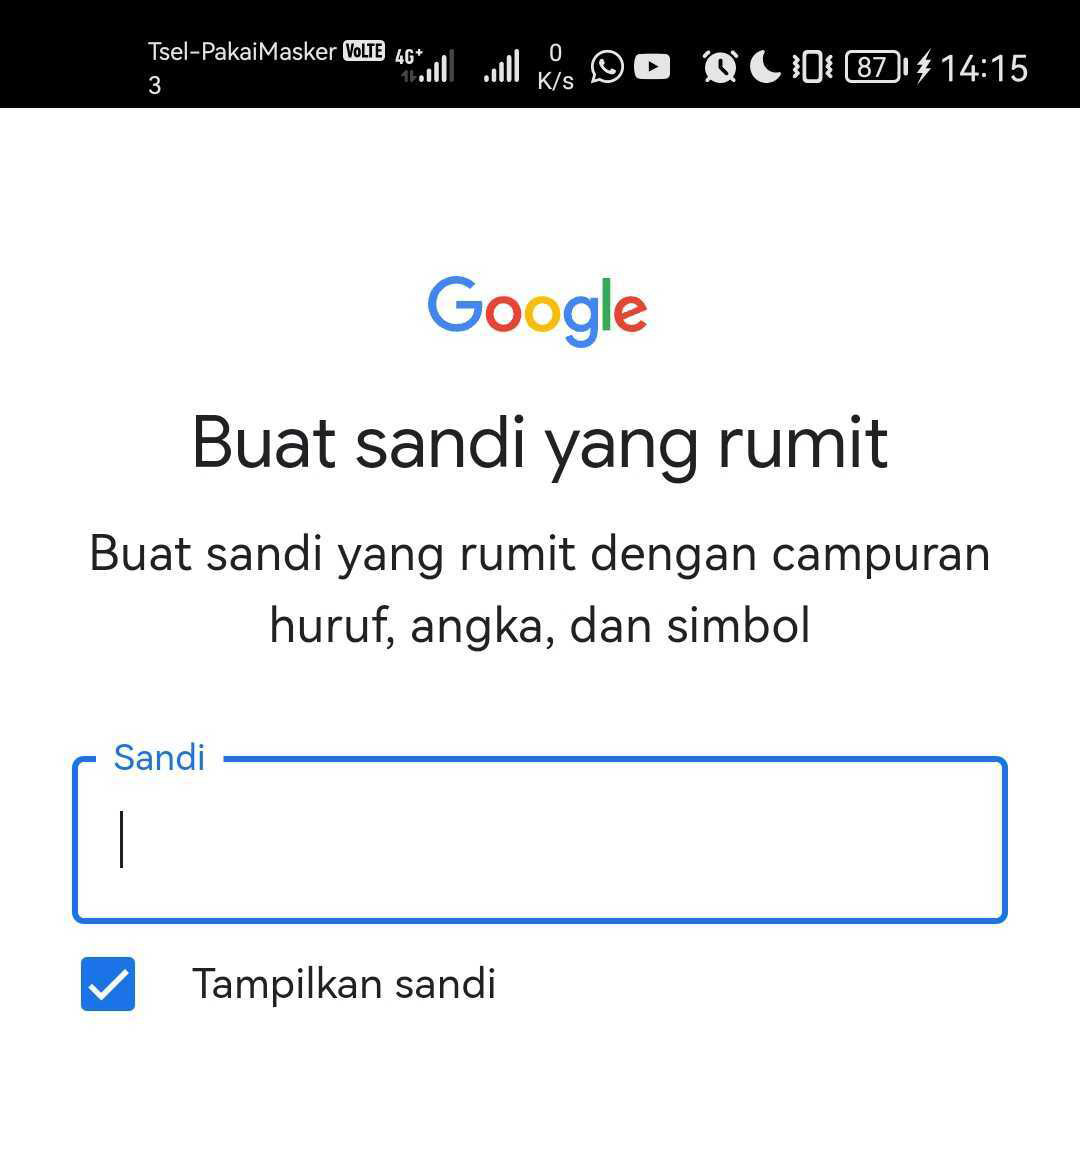 Tsel-PakaiMasker VoLTE 4G+ 0 K/s 87 14:15
3
Google
Buat sandi yang rumit
Buat sandi yang rumit dengan campuran
huruf, angka, dan simbol
Sandi
Tampilkan sandi